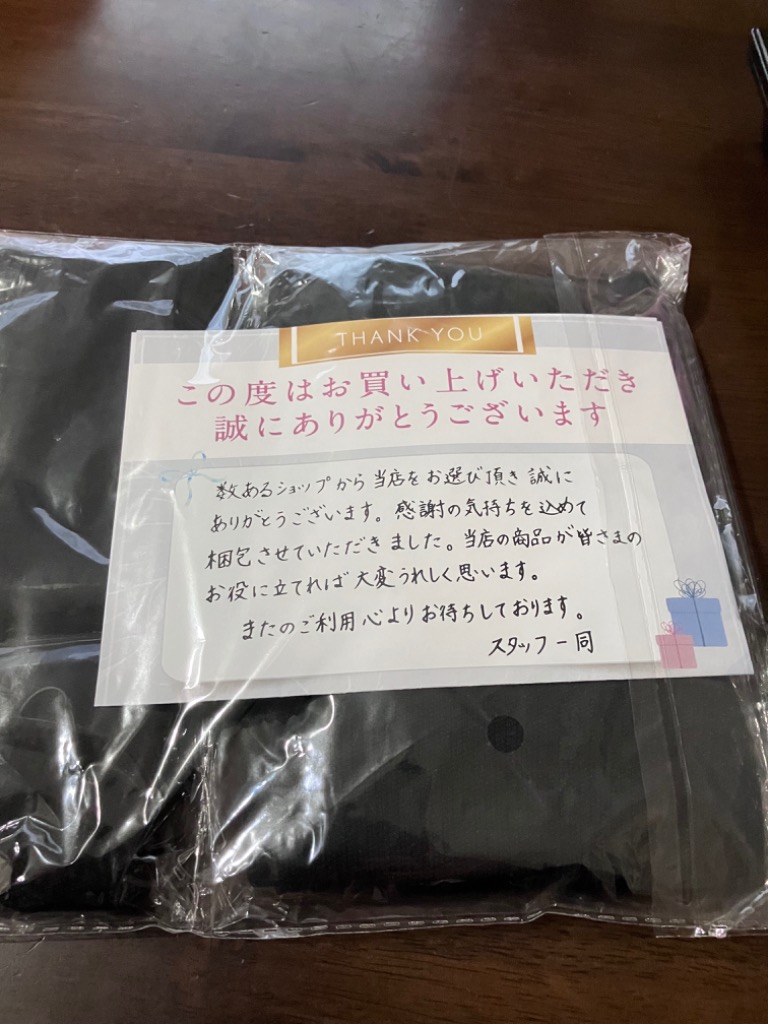 THANK YOU
この度はお買い上げいただき
誠にありがとうございます
数あるショップから当店をお選び頂き誠に
ありがとうございます。感謝の気持ちを込めて
梱包させていただきました。当店の商品が皆さまの
お役に立てれば大変うれしく思います。
またのご利用心よりお待ちしております。
スタッフ一同